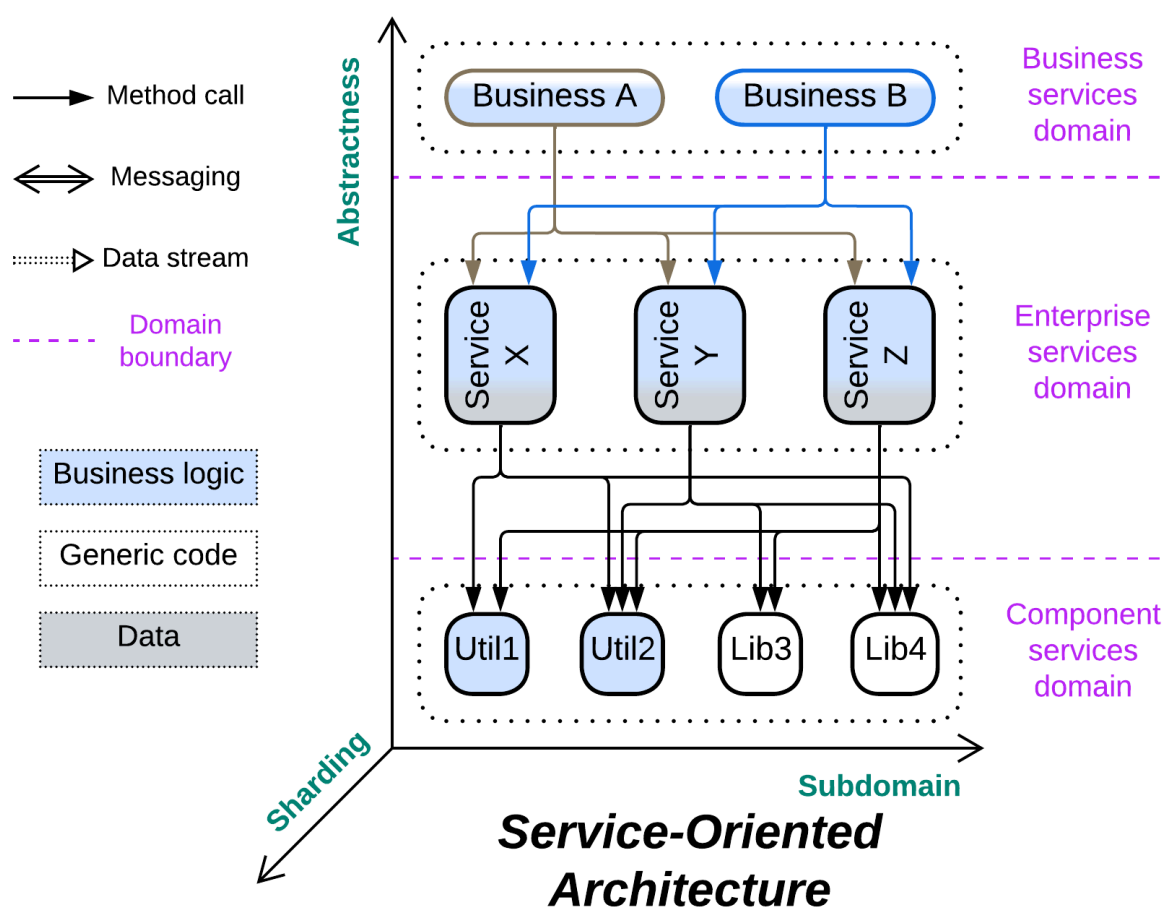 Method call
Messaging
Data stream
Domain
boundary
Business logic
Generic code
Data
Abstractness
Business A
Business B
Business
services
domain
Service
X
Service
Y
Service
Z
Enterprise
services
domain
Util1
Util2
Lib3
Lib4
Component
services
domain
Sharding
Subdomain
Service-Oriented
Architecture